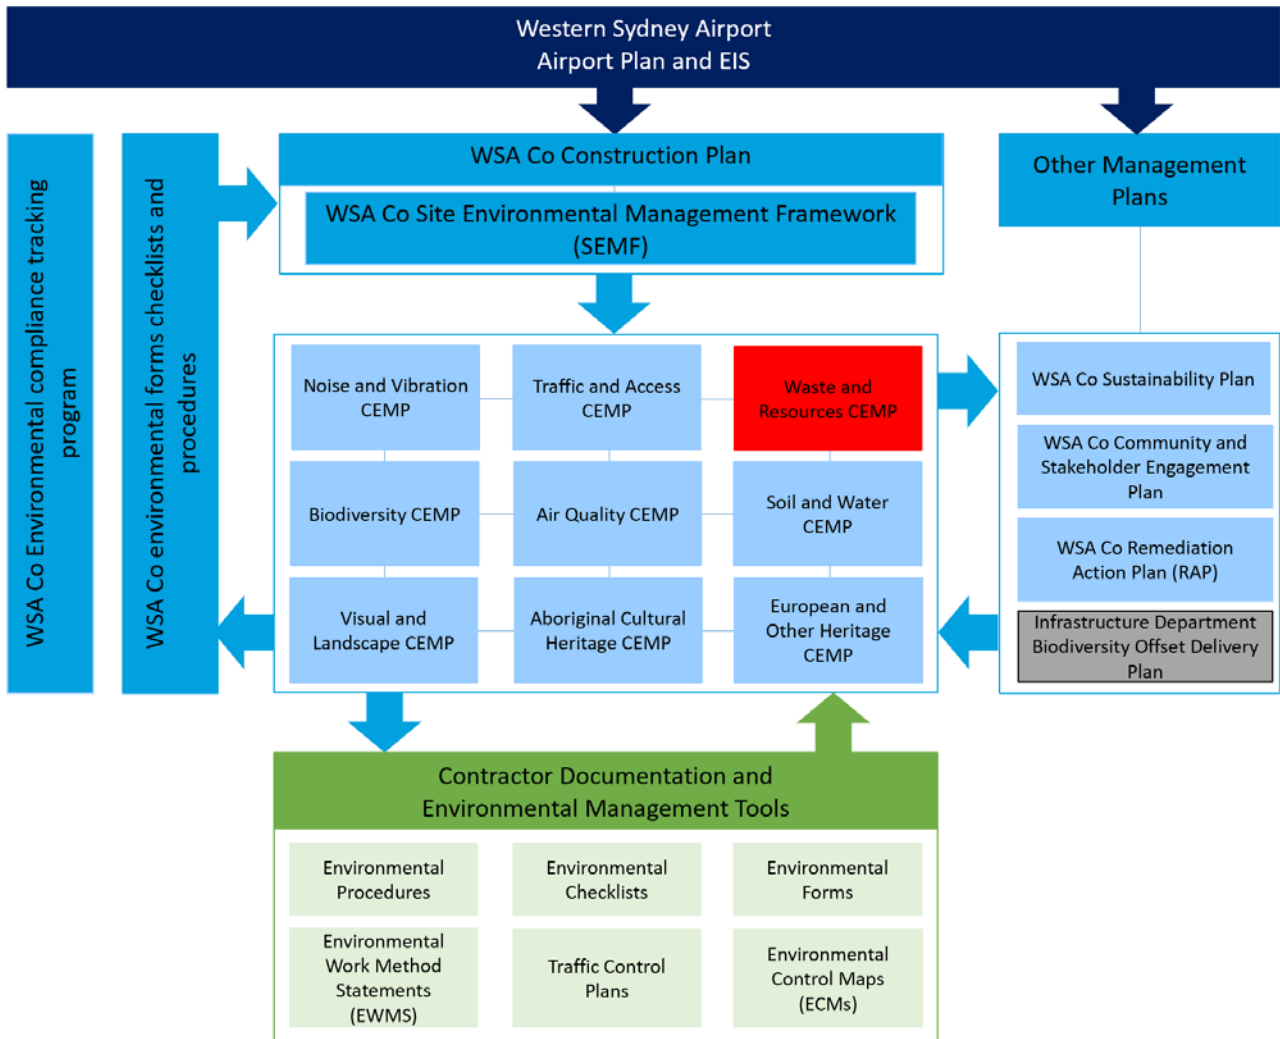 Western Sydney Airport
Airport Plan and EIS
WSA Co Environmental compliance tracking
program
WSA Co environmental forms checklists and
procedures
WSA Co Construction Plan
WSA Co Site Environmental Management Framework
(SEMF)
Other Management
Plans
Noise and Vibration
CEMP
Traffic and Access
CEMP
Waste and
Resources CEMP
Biodiversity CEMP
Air Quality CEMP
Soil and Water
CEMP
Visual and
Landscape CEMP
Aboriginal Cultural
Heritage CEMP
European and
Other Heritage
CEMP
WSA Co Sustainability Plan
WSA Co Community and
Stakeholder Engagement
Plan
WSA Co Remediation
Action Plan (RAP)
Infrastructure Department
Biodiversity Offset Delivery
Plan
Contractor Documentation and
Environmental Management Tools
Environmental
Procedures
Environmental
Checklists
Environmental
Forms
Environmental
Work Method
Statements
(EWMS)
Traffic Control
Plans
Environmental
Control Maps
(ECMs)